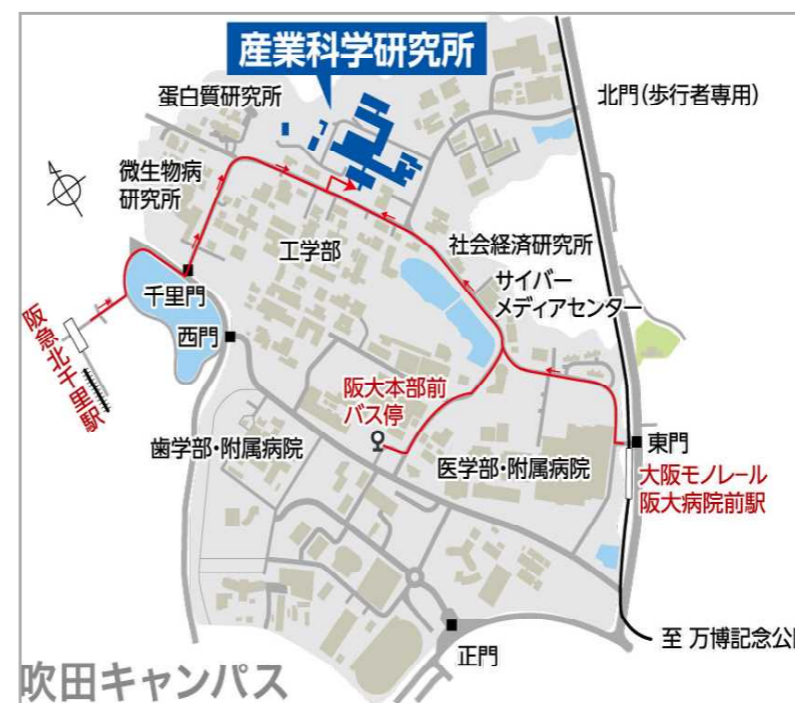 産業科学研究所
蛋白質研究所
北門(歩行者専用)
微生物病
研究所
社会経済研究所
工学部
サイバー
メディアセンター
千里門
阪急北千里駅
西門
阪大本部前
バス停
東門
歯学部・附属病院
医学部・附属病院
大阪モノレール
阪大病院前駅
至 万博記念公
正門
吹田キャンパス